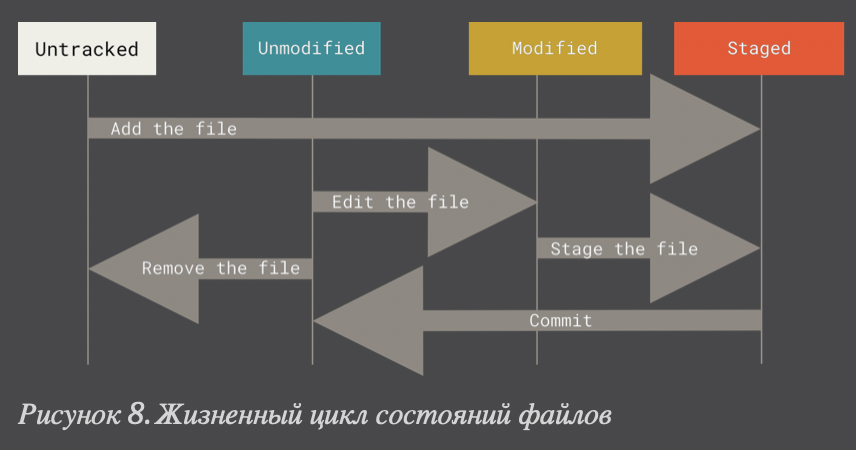 Untracked
Unmodified
Modified
Staged
Add the file
Edit the file
Stage the file
Remove the file
Commit
Рисунок 8. Жизненный цикл состояний файлов